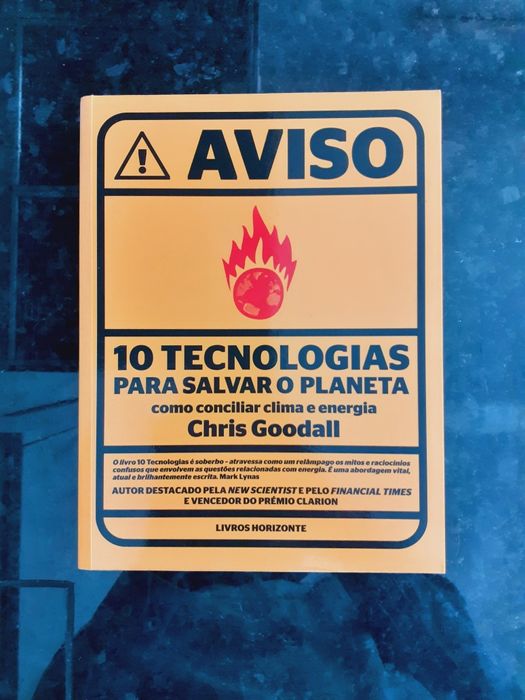 AVISO
10 TECNOLOGIAS
PARA SALVAR O PLANETA
como conciliar clima e energia
Chris Goodall
O livro 10 Tecnologias é soberbo – atravessa como um relâmpago os mitos e raciocínios
confusos que envolvem as questões relacionadas com energia. É uma abordagem vital,
atual e brilhantemente escrita. Mark Lynas
AUTOR DESTACADO PELA NEW SCIENTIST E PELO FINANCIAL TIMES
E VENCEDOR DO PRÉMIO CLARION
LIVROS HORIZONTE